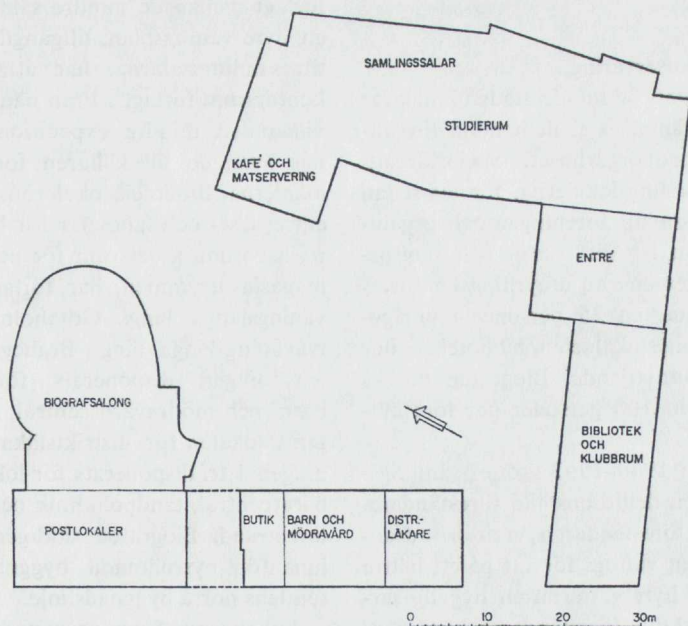 SAMLINGSSALAR
STUDIERUM
KAFÉ OCH
MATSERVERING
ENTRÉ
BIOGRAFSALONG
BIBLIOTEK
OCH
KLUBBRUM
POSTLOKALER
BUTIK
BARN OCH
MÖDRAVÅRD
DISTR.-
LÄKARE
0 10 20 30m